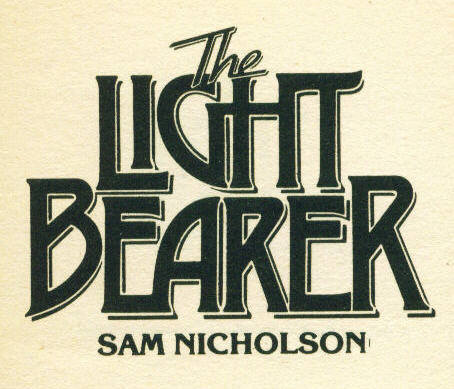 The
LIGHT
BEARER
SAM NICHOLSON